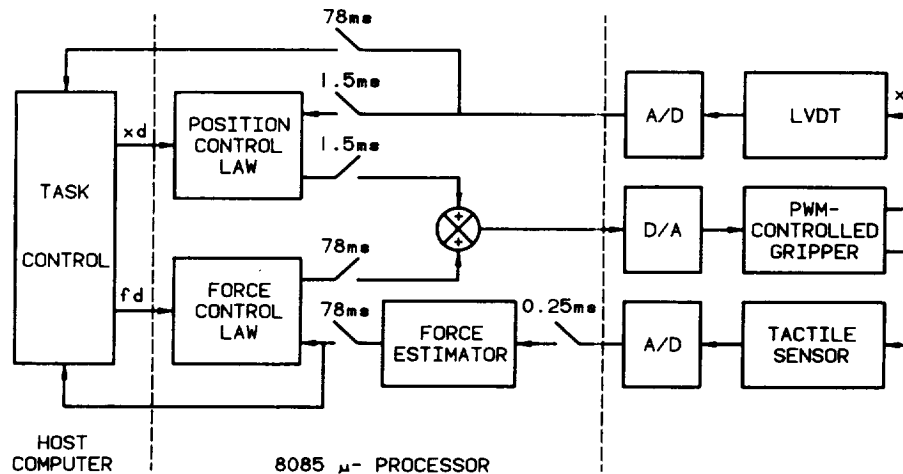 78ms
1.5ms
x
A/D
LVDT
POSITION
CONTROL
LAW
xd
1.5ms
TASK
CONTROL
+
+
D/A
PWM-
CONTROLLED
GRIPPER
78ms
fd
FORCE
CONTROL
LAW
78ms
FORCE
ESTIMATOR
0.25ms
A/D
TACTILE
SENSOR
HOST
COMPUTER
8085 μ- PROCESSOR